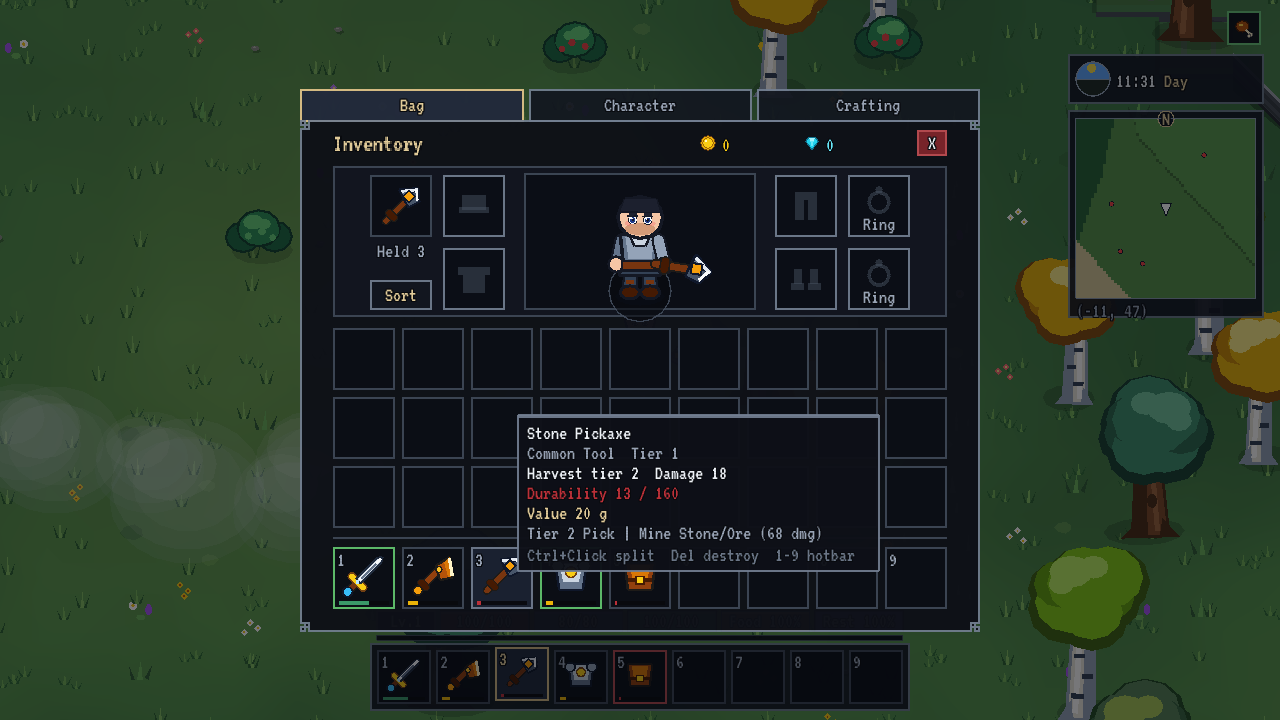 Bag
Character
Crafting
11:31 Day
N
Inventory
0
0
X
Held 3
Sort
Ring
Ring
(-11, 47)
Stone Pickaxe
Common Tool Tier 1
Harvest tier 2 Damage 18
Durability 13 / 160
Value 20 g
Tier 2 Pick | Mine Stone/Ore (68 dmg)
Ctrl+Click split Del destroy 1-9 hotbar
1
2
3
9
1
2
3
4
5
6
7
8
9